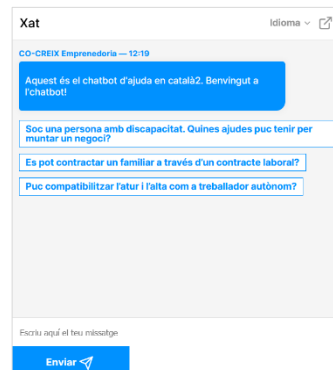 Xat
Idioma
CO-CREIX Emprenedoria — 12:19
Aquest és el chatbot d'ajuda en català2. Benvingut a
l'chatbot!
Soc una persona amb discapacitat. Quines ajudes puc tenir per
muntar un negoci?
Es pot contractar un familiar a través d'un contracte laboral?
Puc compatibilitzar l'atur i l'alta com a treballador autònom?
Escriu aquí el teu missatge
Enviar